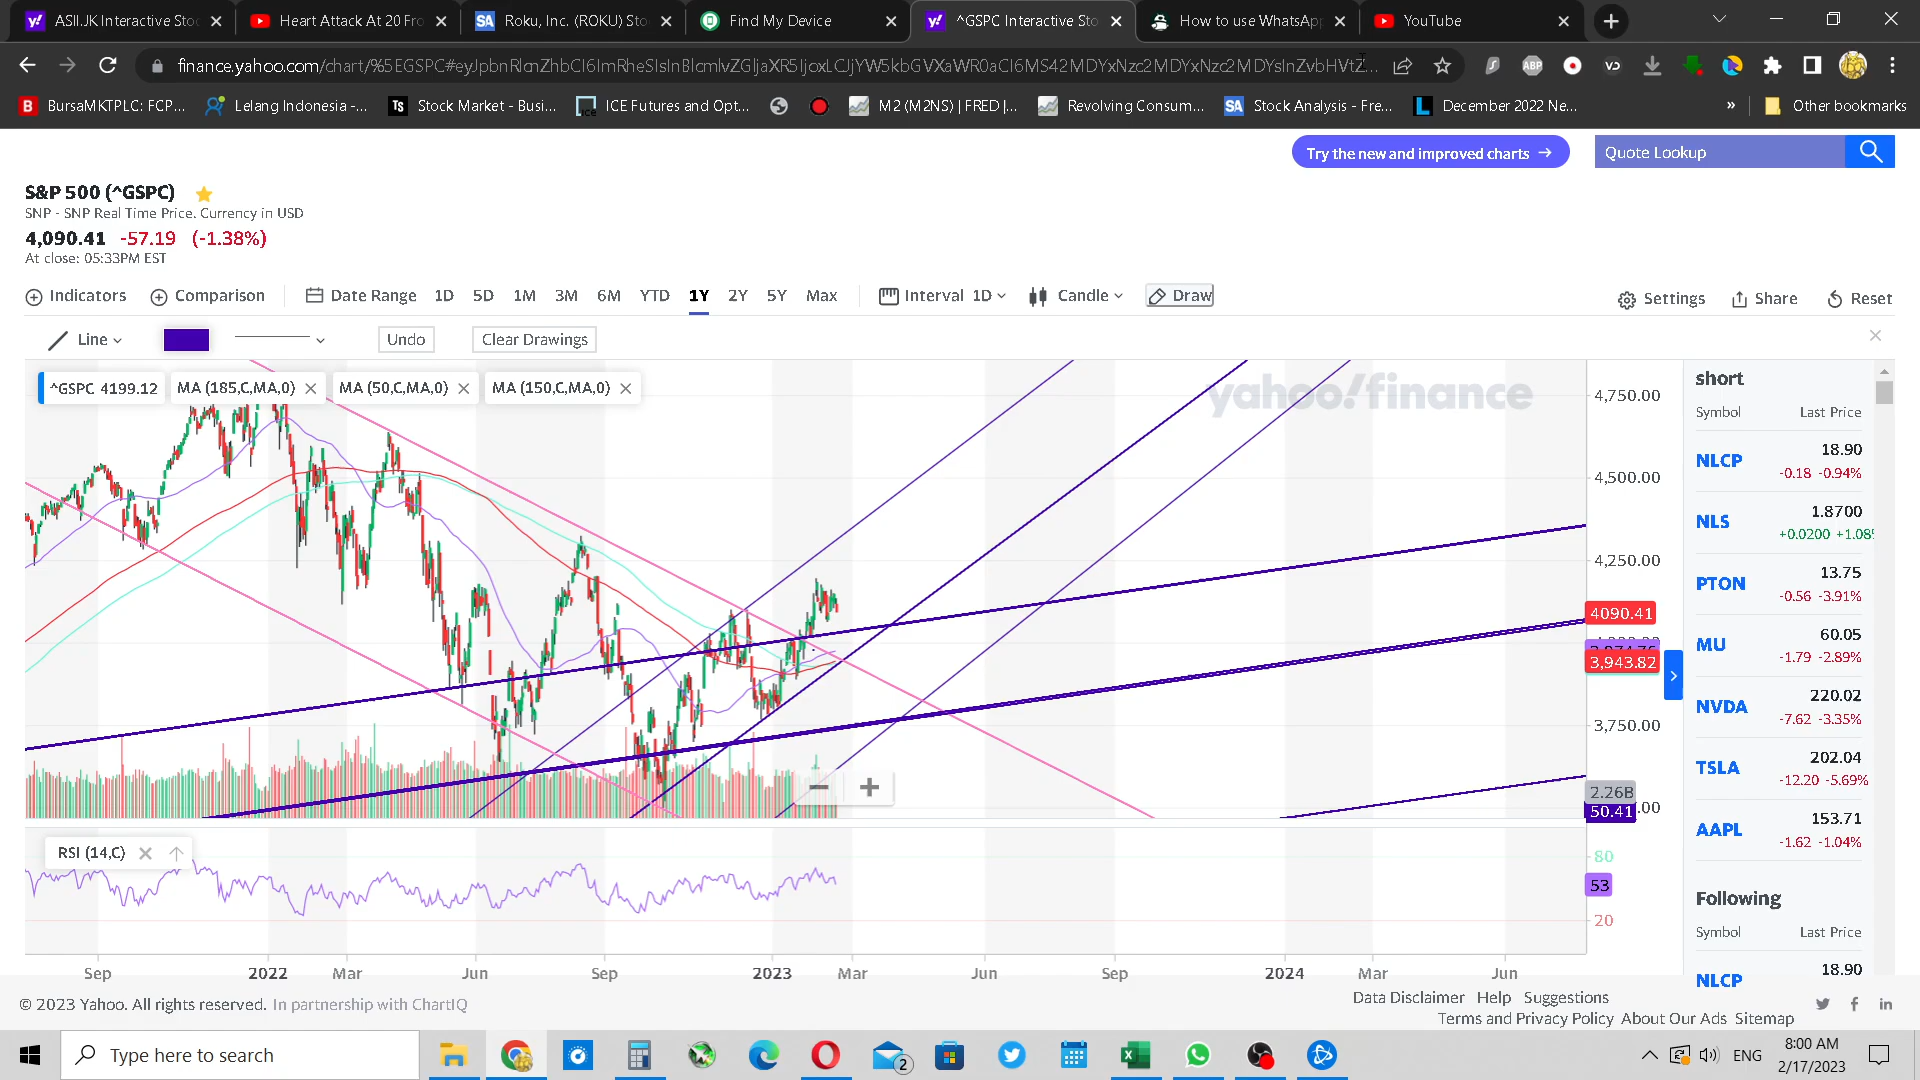 ASII.JK Interactive Stoc
Heart Attack At 20 Fro
SA Roku, Inc. (ROKU) Sto
Find My Device
^GSPC Interactive Sto
How to use WhatsApp
YouTube
BursaMKTPLC: FCP...
Lelang Indonesia -...
TS Stock Market - Busi...
ICE Futures and Opt...
M2 (M2NS) | FRED |...
Revolving Consum...
SA Stock Analysis - Fre...
December 2022 Ne...
»
Other bookmarks
Try the new and improved charts →
Quote Lookup
S&P 500 (^GSPC)
SNP - SNP Real Time Price. Currency in USD
4,090.41 -57.19 (-1.38%)
At close: 05:33PM EST
Indicators
Comparison
Date Range
1D 5D 1M 3M 6M YTD 1Y 2Y 5Y Max
Interval 1D
Candle
Draw
Settings
Share
Reset
Line
Undo
Clear Drawings
^GSPC 4199.12
MA (185,C,MA,0)
MA (50,C,MA,0)
MA (150,C,MA,0)
yahoo!finance
4,750.00
4,500.00
4,250.00
4090.41
3,943.82
3,750.00
2.26B
50.41
RSI (14,C)
80
53
20
Sep 2022 Mar Jun Sep 2023 Mar Jun Sep 2024 Mar Jun
short
Symbol Last Price
NLCP 18.90
-0.18 -0.94%
NLS 1.8700
+0.0200 +1.08
PTON 13.75
-0.56 -3.91%
MU 60.05
-1.79 -2.89%
NVDA 220.02
-7.62 -3.35%
TSLA 202.04
-12.20 -5.69%
AAPL 153.71
-1.62 -1.04%
Following
Symbol Last Price
NLCP 18.90
© 2023 Yahoo. All rights reserved. In partnership with ChartIQ
Data Disclaimer Help Suggestions
Terms and Privacy Policy About Our Ads Sitemap
Type here to search
2
ENG
8:00 AM
2/17/2023